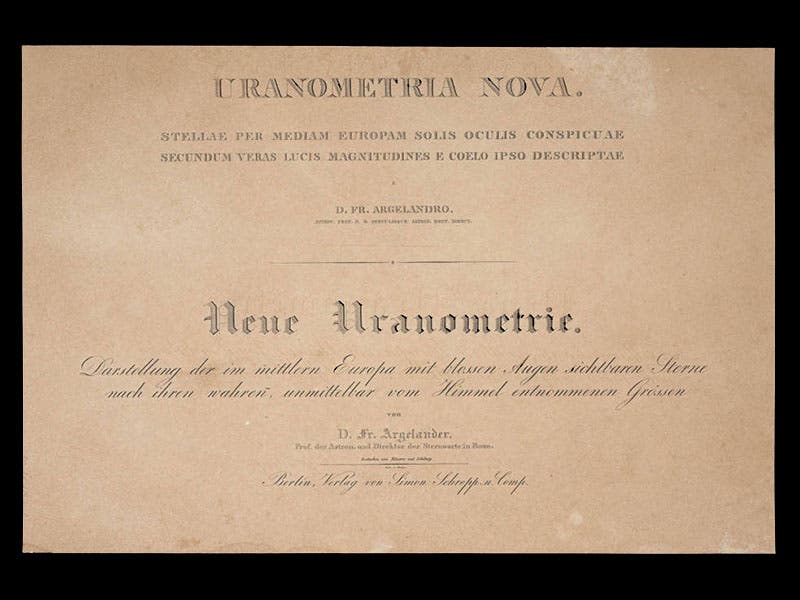 URANOMETRIA NOVA.
STELLAE PER MEDIAM EUROPAM SOLIS OCULIS CONSPICUAE
SECUNDUM VERAS LUCIS MAGNITUDINES E COELO IPSO DESCRIPTAE
A
D. FR. ARGELANDRO.
Neue Uranometrie.
Darstellung der im mittlern Europa mit blossen Augen sichtbaren Sterne
nach ihren wahren, unmittelbar vom Himmel entnommenen Grössen
von
D. Fr. Argelander,
Prof. der Astron. und Direktor der Sternwarte in Bonn.
Berlin, Verlag von Simon Schropp u. Comp.